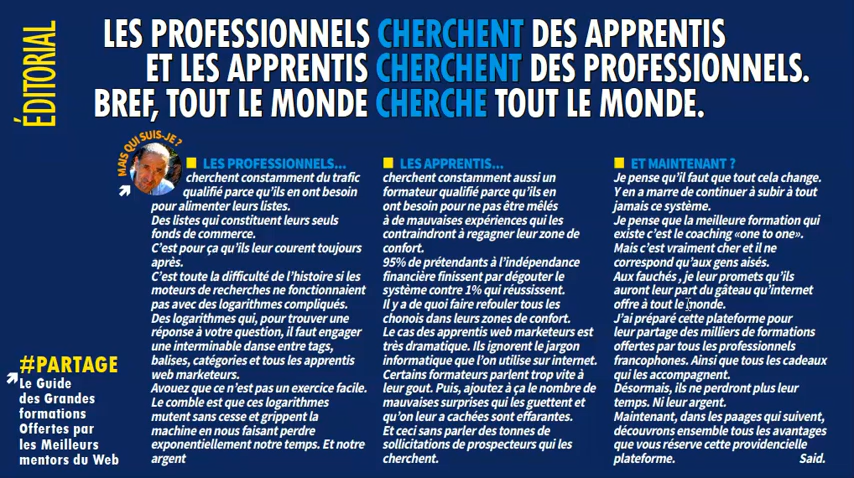 ÉDITORIAL
LES PROFESSIONNELS CHERCHENT DES APPRENTIS
ET LES APPRENTIS CHERCHENT DES PROFESSIONNELS.
BREF, TOUT LE MONDE CHERCHE TOUT LE MONDE.
MAIS QUI SUIS-JE ?
LES PROFESSIONNELS...
cherchent constamment du trafic
qualifié parce qu'ils en ont besoin
pour alimenter leurs listes.
Des listes qui constituent leurs seuls
fonds de commerce.
C'est pour ça qu'ils leur courent toujours
après.
C'est toute la difficulté de l'histoire si les
moteurs de recherches ne fonctionnaient
pas avec des logarithmes compliqués.
Des logarithmes qui, pour trouver une
réponse à votre question, il faut engager
une interminable danse entre tags,
balises, catégories et tous les apprentis
web marketeurs.
Avouez que ce n'est pas un exercice facile.
Le comble est que ces logarithmes
mutent sans cesse et grippent la
machine en nous faisant perdre
exponentiellement notre temps. Et notre
argent
LES APPRENTIS...
cherchent constamment aussi un
formateur qualifié parce qu'ils en
ont besoin pour ne pas être mêlés
à de mauvaises expériences qui les
contraindront à regagner leur zone de
confort.
95% de prétendants à l'indépendance
financière finissent par dégouter le
système contre 1% qui réussissent.
Il y a de quoi faire refouler tous les
chonois dans leurs zones de confort.
Le cas des apprentis web marketeurs est
très dramatique. Ils ignorent le jargon
informatique que l'on utilise sur internet.
Certains formateurs parlent trop vite à
leur gout. Puis, ajoutez à ça le nombre de
mauvaises surprises qui les guettent et
qu'on leur a cachées sont effarantes.
Et ceci sans parler des tonnes de
sollicitations de prospecteurs qui les
cherchent.
ET MAINTENANT ?
Je pense qu'il faut que tout cela change.
Y en a marre de continuer à subir à tout
jamais ce système.
Je pense que la meilleure formation qui
existe c'est le coaching «one to one».
Mais c'est vraiment cher et il ne
correspond qu'aux gens aisés.
Aux fauchés , je leur promets qu'ils
auront leur part du gâteau qu'internet
offre à tout le monde.
J'ai préparé cette plateforme pour
leur partage des milliers de formations
offertes par tous les professionnels
francophones. Ainsi que tous les cadeaux
qui les accompagnent.
Désormais, ils ne perdront plus leur
temps. Ni leur argent.
Maintenant, dans les paages qui suivent,
découvrons ensemble tous les avantages
que vous réserve cette providencielle
plateforme. Said.
#PARTAGE
Le Guide
des Grandes
formations
Offertes par
les Meilleurs
mentors du Web